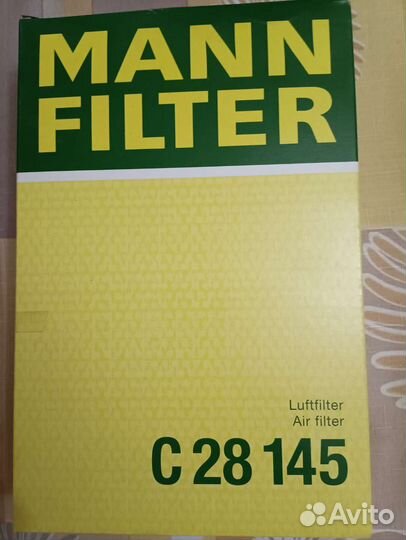 MANN
FILTER
Luftfilter
Air filter
C 28 145
Avito